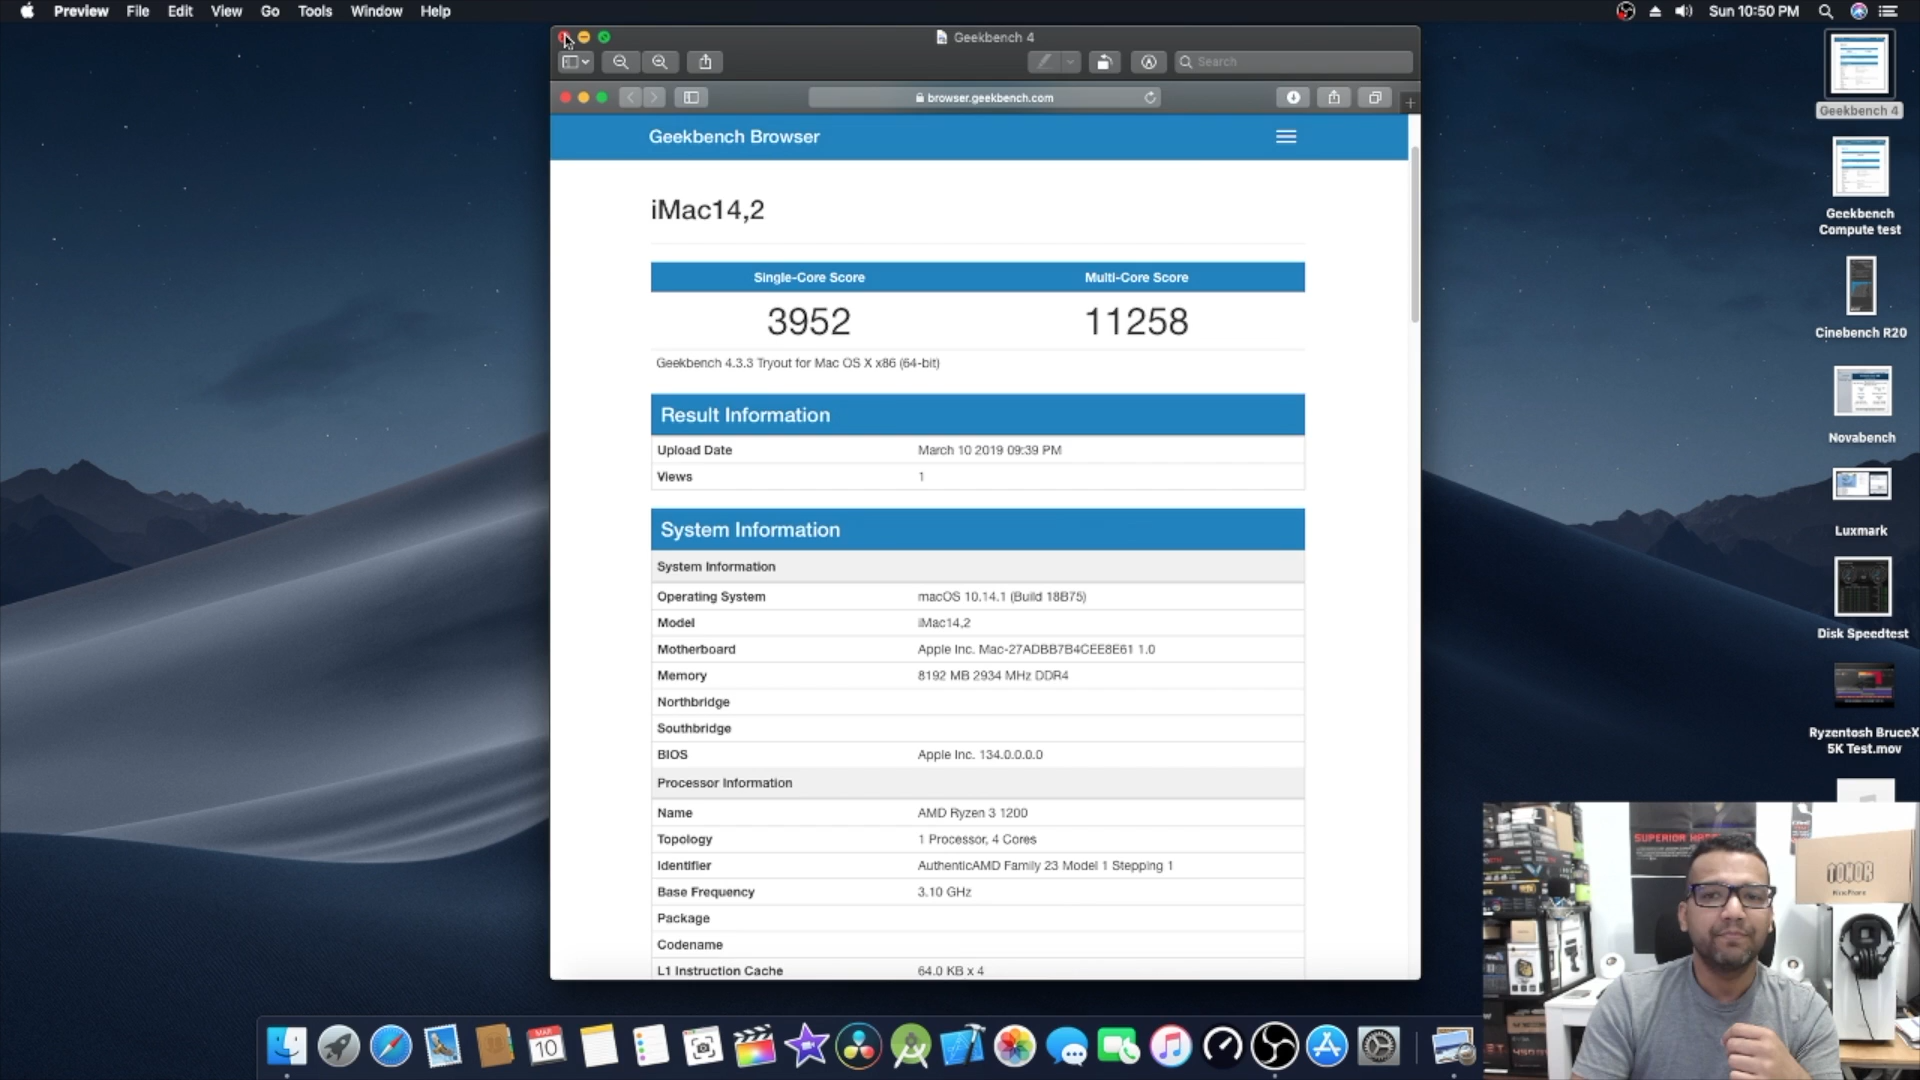 Preview File Edit View Go Tools Window Help
Sun 10:50 PM
Geekbench 4
Search
browser.geekbench.com
Geekbench Browser
iMac14,2
Single-Core Score Multi-Core Score
3952 11258
Geekbench 4.3.3 Tryout for Mac OS X x86 (64-bit)
Result Information
Upload Date March 10 2019 09:39 PM
Views 1
System Information
System Information
Operating System macOS 10.14.1 (Build 18B75)
Model iMac14,2
Motherboard Apple Inc. Mac-27ADBB7B4CEE8E61 1.0
Memory 8192 MB 2934 MHz DDR4
Northbridge
Southbridge
BIOS Apple Inc. 134.0.0.0.0
Processor Information
Name AMD Ryzen 3 1200
Topology 1 Processor, 4 Cores
Identifier AuthenticAMD Family 23 Model 1 Stepping 1
Base Frequency 3.10 GHz
Package
Codename
L1 Instruction Cache 64.0 KB x 4
Geekbench 4
Geekbench
Compute test
Cinebench R20
Novabench
Luxmark
Disk Speedtest
Ryzentosh BruceX
5K Test.mov
SUPERIOR
TONOR
MAR
10